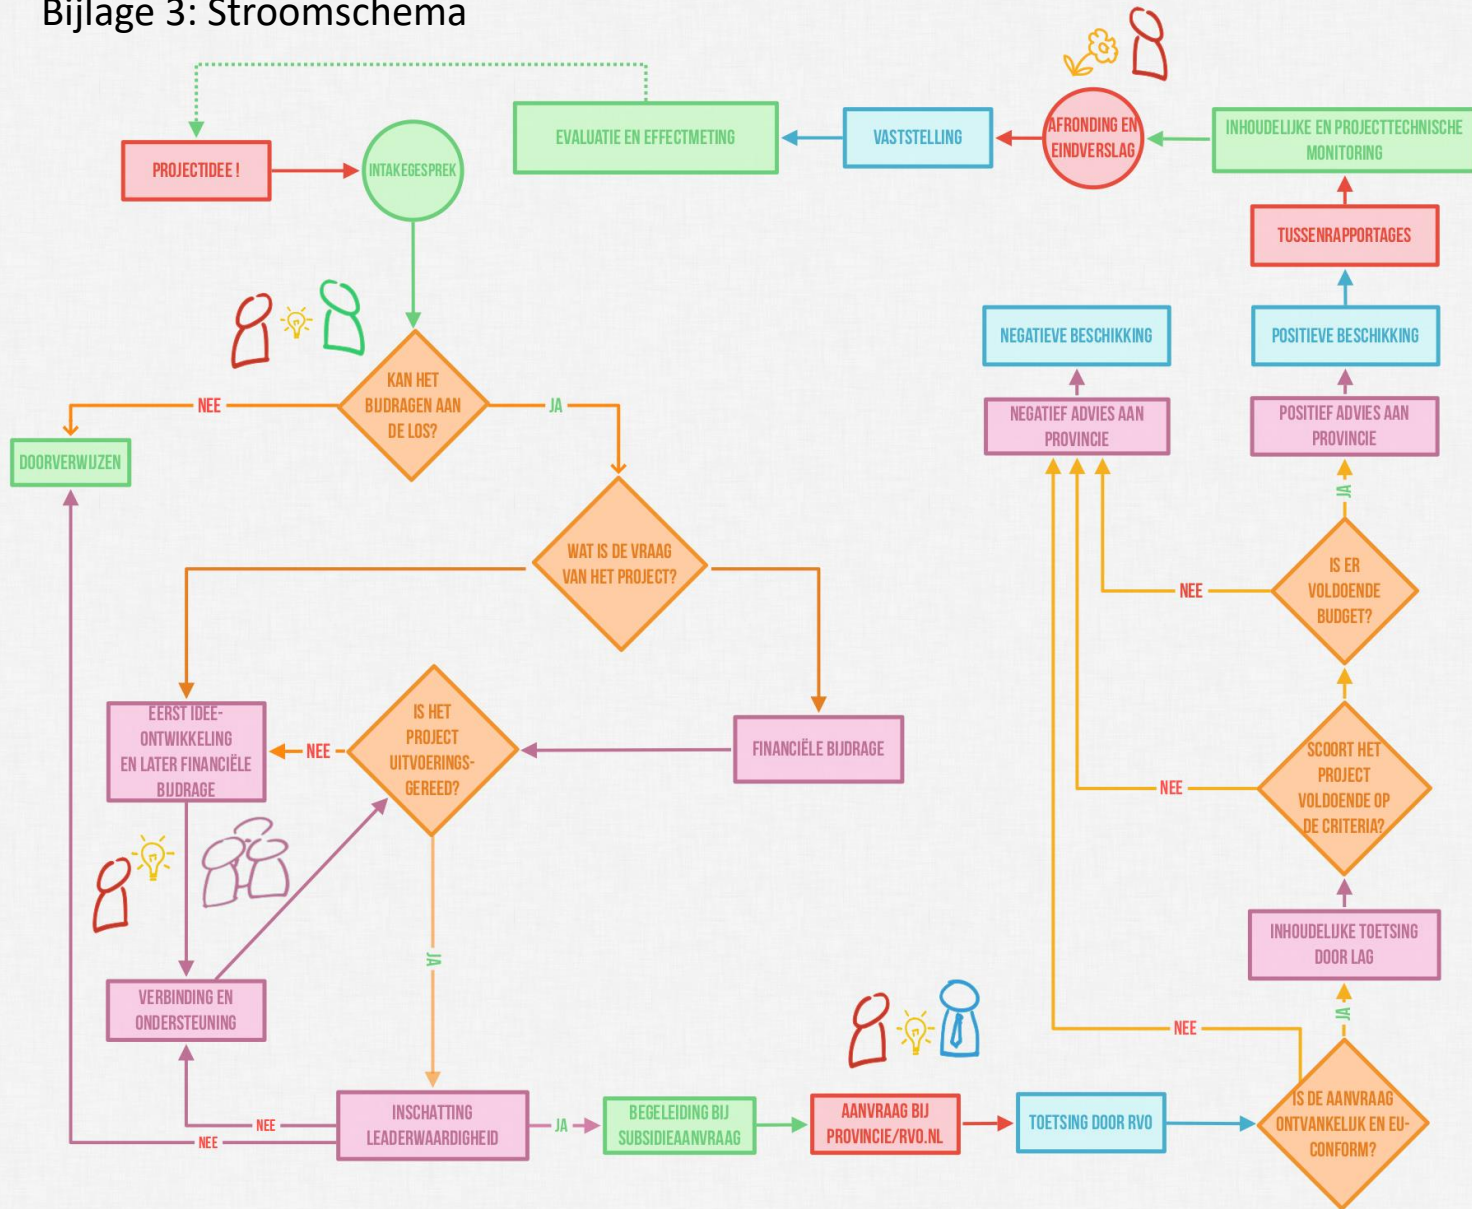 Bijlage 3: Stroomschema
PROJECTIDEE !
INTAKEGESPREK
EVALUATIE EN EFFECTMETING
VASTSTELLING
AFRONDING EN
EINDVERSLAG
INHOUDELIJKE EN PROJECTTECHNISCHE
MONITORING
TUSSENRAPPORTAGES
NEGATIEVE BESCHIKKING
POSITIEVE BESCHIKKING
KAN HET
BIJDRAGEN AAN
DE LOS?
NEE
JA
NEGATIEF ADVIES AAN
PROVINCIE
POSITIEF ADVIES AAN
PROVINCIE
DOORVERWIJZEN
JA
WAT IS DE VRAAG
VAN HET PROJECT?
IS ER
VOLDOENDE
BUDGET?
NEE
EERST IDEE-
ONTWIKKELING
EN LATER FINANCIËLE
BIJDRAGE
NEE
IS HET
PROJECT
UITVOERINGS-
GEREED?
FINANCIËLE BIJDRAGE
SCOORT HET
PROJECT
VOLDOENDE OP
DE CRITERIA?
NEE
JA
INHOUDELIJKE TOETSING
DOOR LAG
VERBINDING EN
ONDERSTEUNING
JA
NEE
INSCHATTING
LEADERWAARDIGHEID
NEE
NEE
JA
BEGELEIDING BIJ
SUBSIDIEAANVRAAG
AANVRAAG BIJ
PROVINCIE/RVO.NL
TOETSING DOOR RVO
IS DE AANVRAAG
ONTVANKELIJK EN EU-
CONFORM?